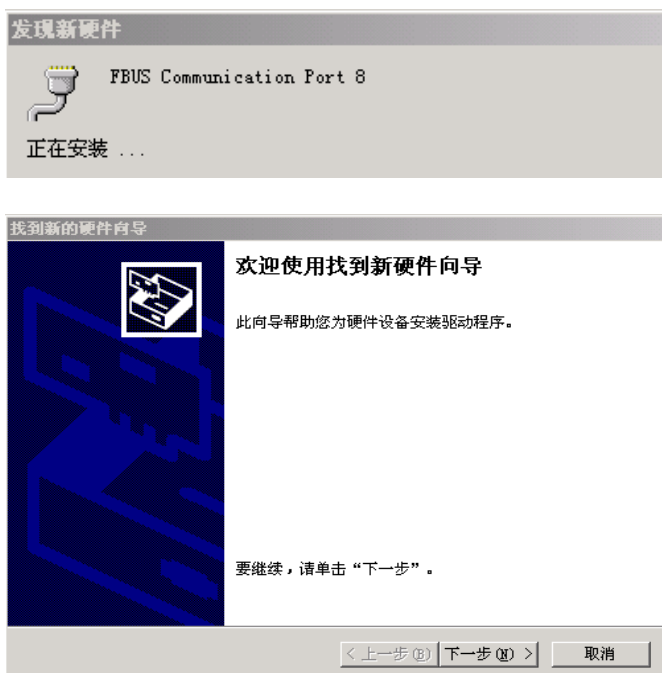 发现新硬件
FBUS Communication Port 8
正在安装 ...
找到新的硬件向导
欢迎使用找到新硬件向导
此向导帮助您为硬件设备安装驱动程序。
要继续，请单击“下一步”。
< 上一步(B) 下一步(N) > 取消